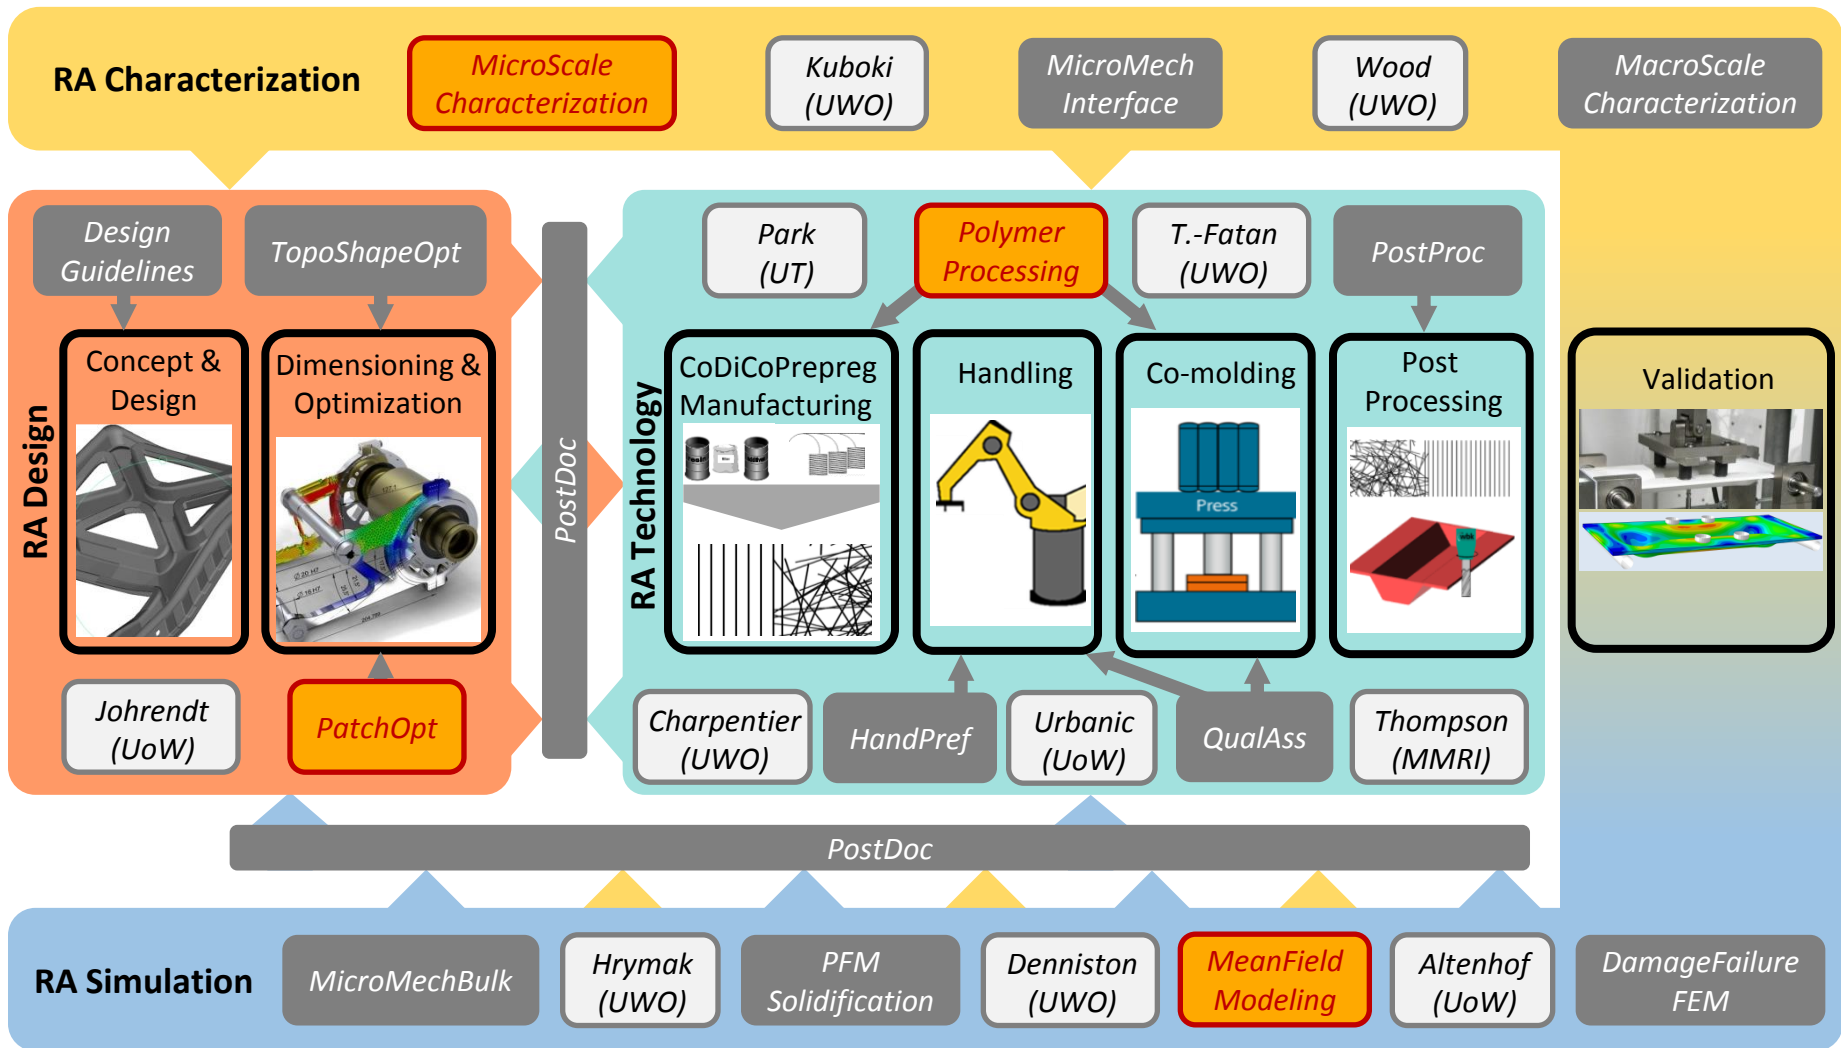 RA Characterization
MicroScale
Characterization
Kuboki
(UWO)
MicroMech
Interface
Wood
(UWO)
MacroScale
Characterization
RA Design
Design
Guidelines
TopoShapeOpt
Concept &
Design
Dimensioning &
Optimization
Johrendt
(UoW)
PatchOpt
PostDoc
RA Technology
Park
(UT)
Polymer
Processing
T.-Fatan
(UWO)
PostProc
CoDiCoPrepreg
Manufacturing
Handling
Co-molding
Press
Post
Processing
Validation
Charpentier
(UWO)
HandPref
Urbanic
(UoW)
QualAss
Thompson
(MMRI)
PostDoc
RA Simulation
MicroMechBulk
Hrymak
(UWO)
PFM
Solidification
Denniston
(UWO)
MeanField
Modeling
Altenhof
(UoW)
DamageFailure
FEM